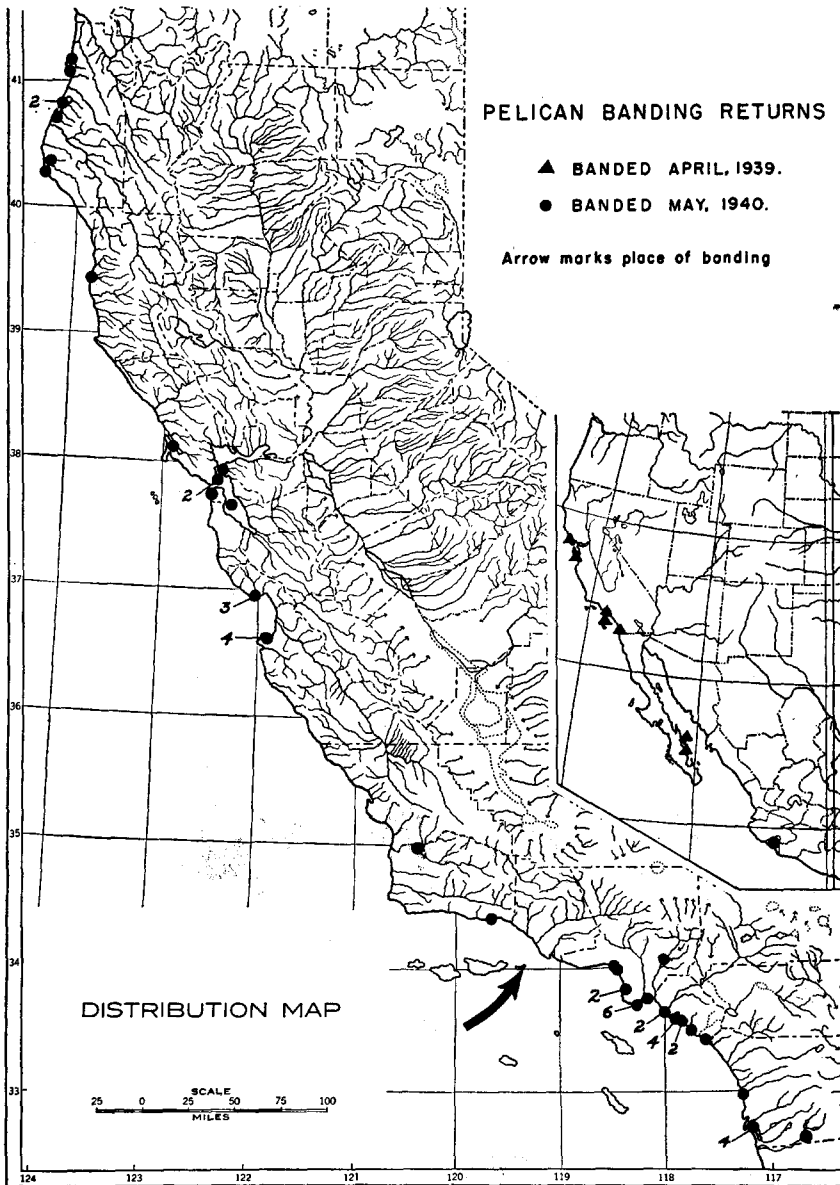 PELICAN BANDING RETURNS
▲ BANDED APRIL, 1939.
● BANDED MAY, 1940.
Arrow marks place of banding
41
2
40
39
38
2
37
3
4
36
35
34
2
6
2
4
2
33
4
DISTRIBUTION MAP
SCALE
25 0 25 50 75 100
MILES
124 123 122 121 120 119 118 117